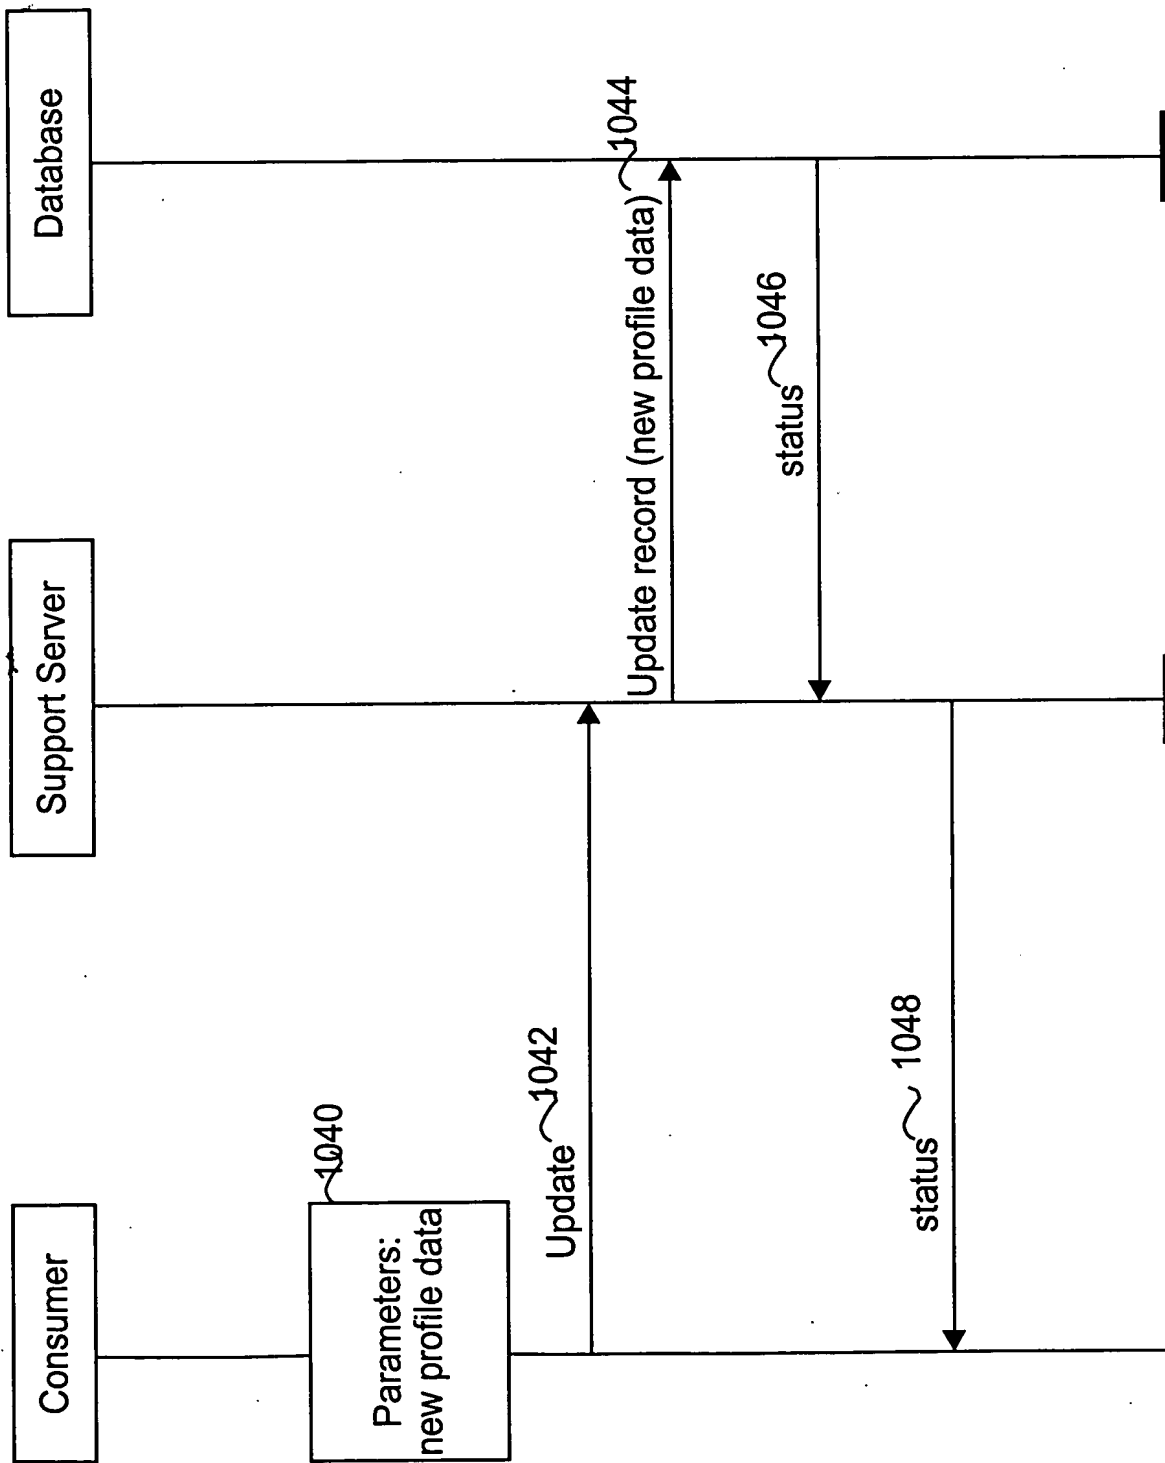 Consumer
Support Server
Database
Parameters:
new profile data
1040
Update 1042
Update record (new profile data) 1044
status 1046
status 1048